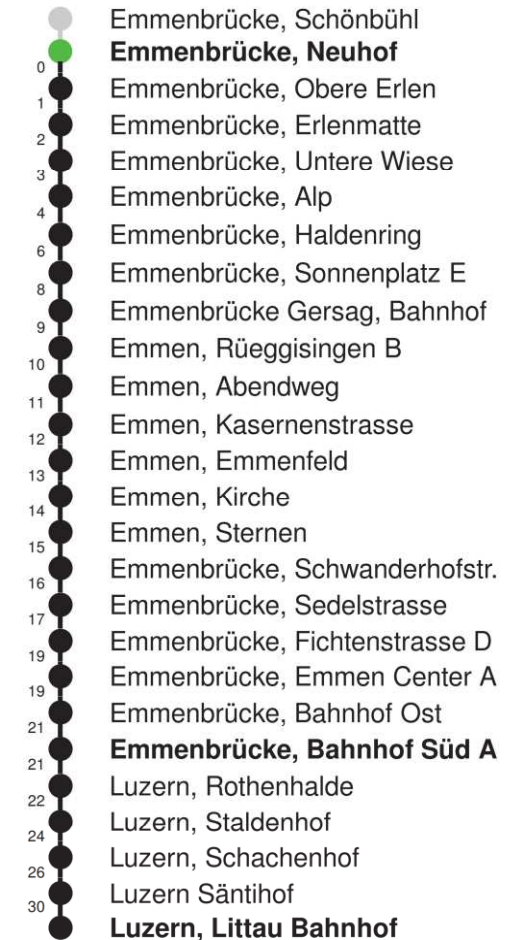 Emmenbrücke, Schönbühl
Emmenbrücke, Neuhof
0
Emmenbrücke, Obere Erlen
1
Emmenbrücke, Erlenmatte
2
Emmenbrücke, Untere Wiese
3
Emmenbrücke, Alp
4
Emmenbrücke, Haldenring
6
Emmenbrücke, Sonnenplatz E
8
Emmenbrücke Gersag, Bahnhof
9
Emmen, Rüeggisingen B
10
Emmen, Abendweg
11
Emmen, Kasernenstrasse
12
Emmen, Emmenfeld
13
Emmen, Kirche
14
Emmen, Sternen
15
Emmenbrücke, Schwanderhofstr.
16
Emmenbrücke, Sedelstrasse
17
Emmenbrücke, Fichtenstrasse D
19
Emmenbrücke, Emmen Center A
19
Emmenbrücke, Bahnhof Ost
21
Emmenbrücke, Bahnhof Süd A
21
Luzern, Rothenhalde
22
Luzern, Staldenhof
24
Luzern, Schachenhof
26
Luzern Säntihof
30
Luzern, Littau Bahnhof